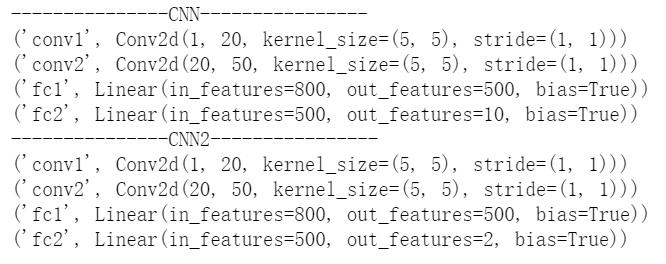 ---------------CNN----------------
('conv1', Conv2d(1, 20, kernel_size=(5, 5), stride=(1, 1)))
('conv2', Conv2d(20, 50, kernel_size=(5, 5), stride=(1, 1)))
('fc1', Linear(in_features=800, out_features=500, bias=True))
('fc2', Linear(in_features=500, out_features=10, bias=True))
---------------CNN2----------------
('conv1', Conv2d(1, 20, kernel_size=(5, 5), stride=(1, 1)))
('conv2', Conv2d(20, 50, kernel_size=(5, 5), stride=(1, 1)))
('fc1', Linear(in_features=800, out_features=500, bias=True))
('fc2', Linear(in_features=500, out_features=2, bias=True))